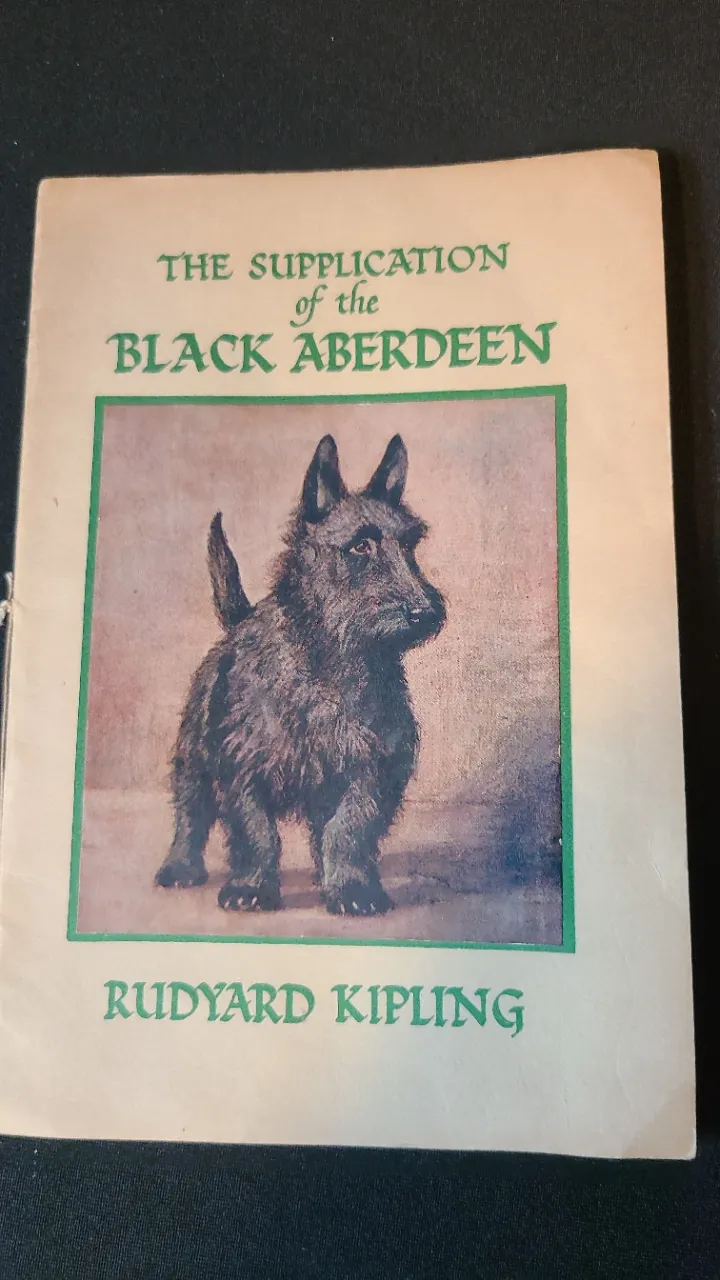 THE SUPPLICATION
of the
BLACK ABERDEEN
RUDYARD KIPLING